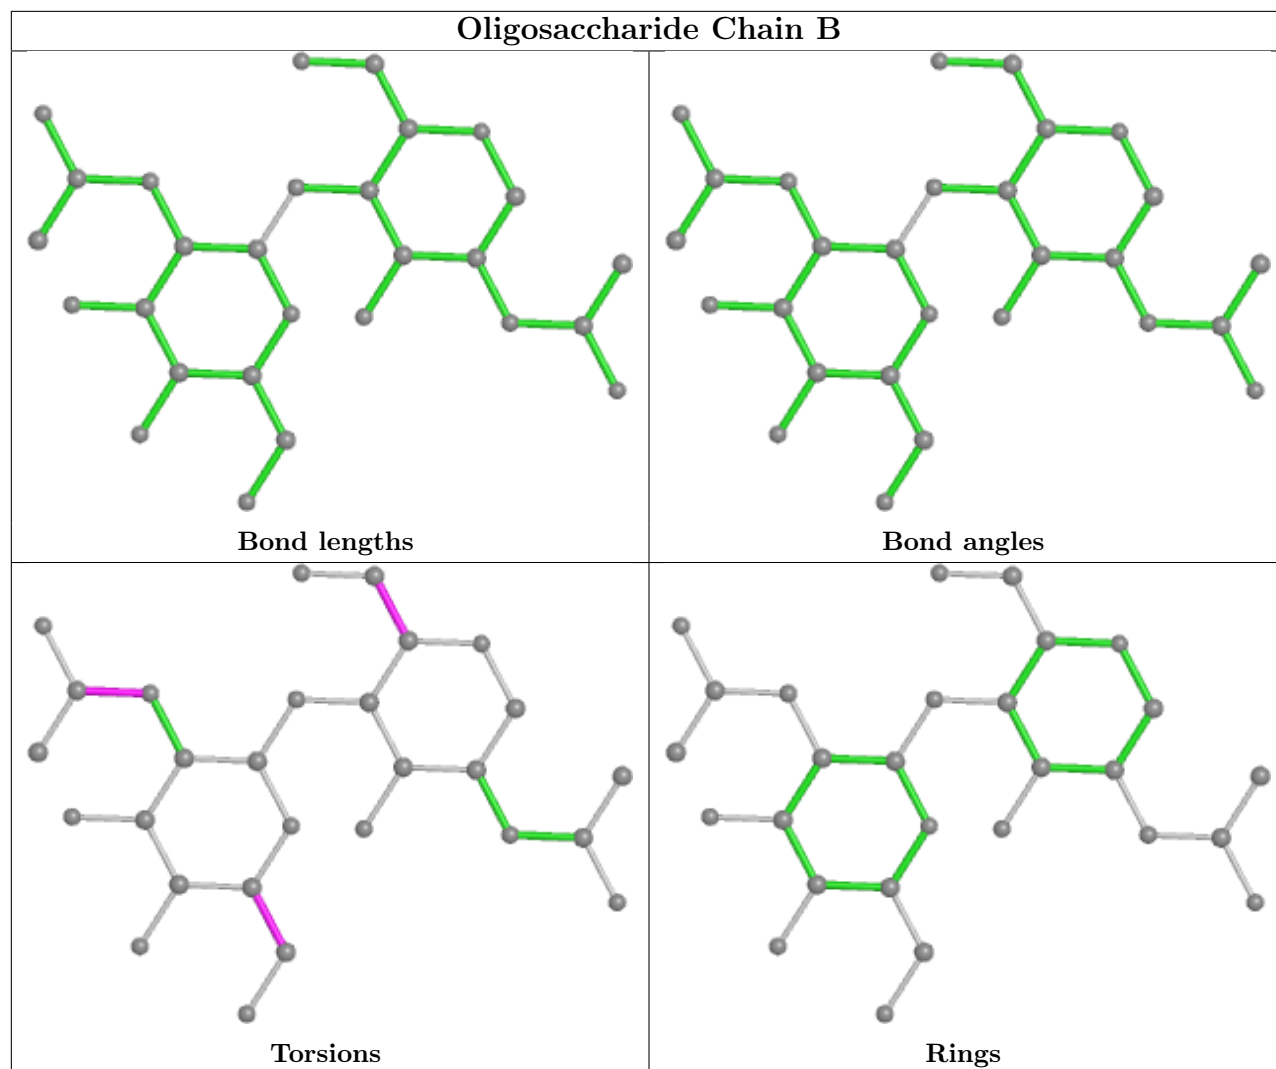 Oligosaccharide Chain B
Bond lengths
Bond angles
Torsions
Rings